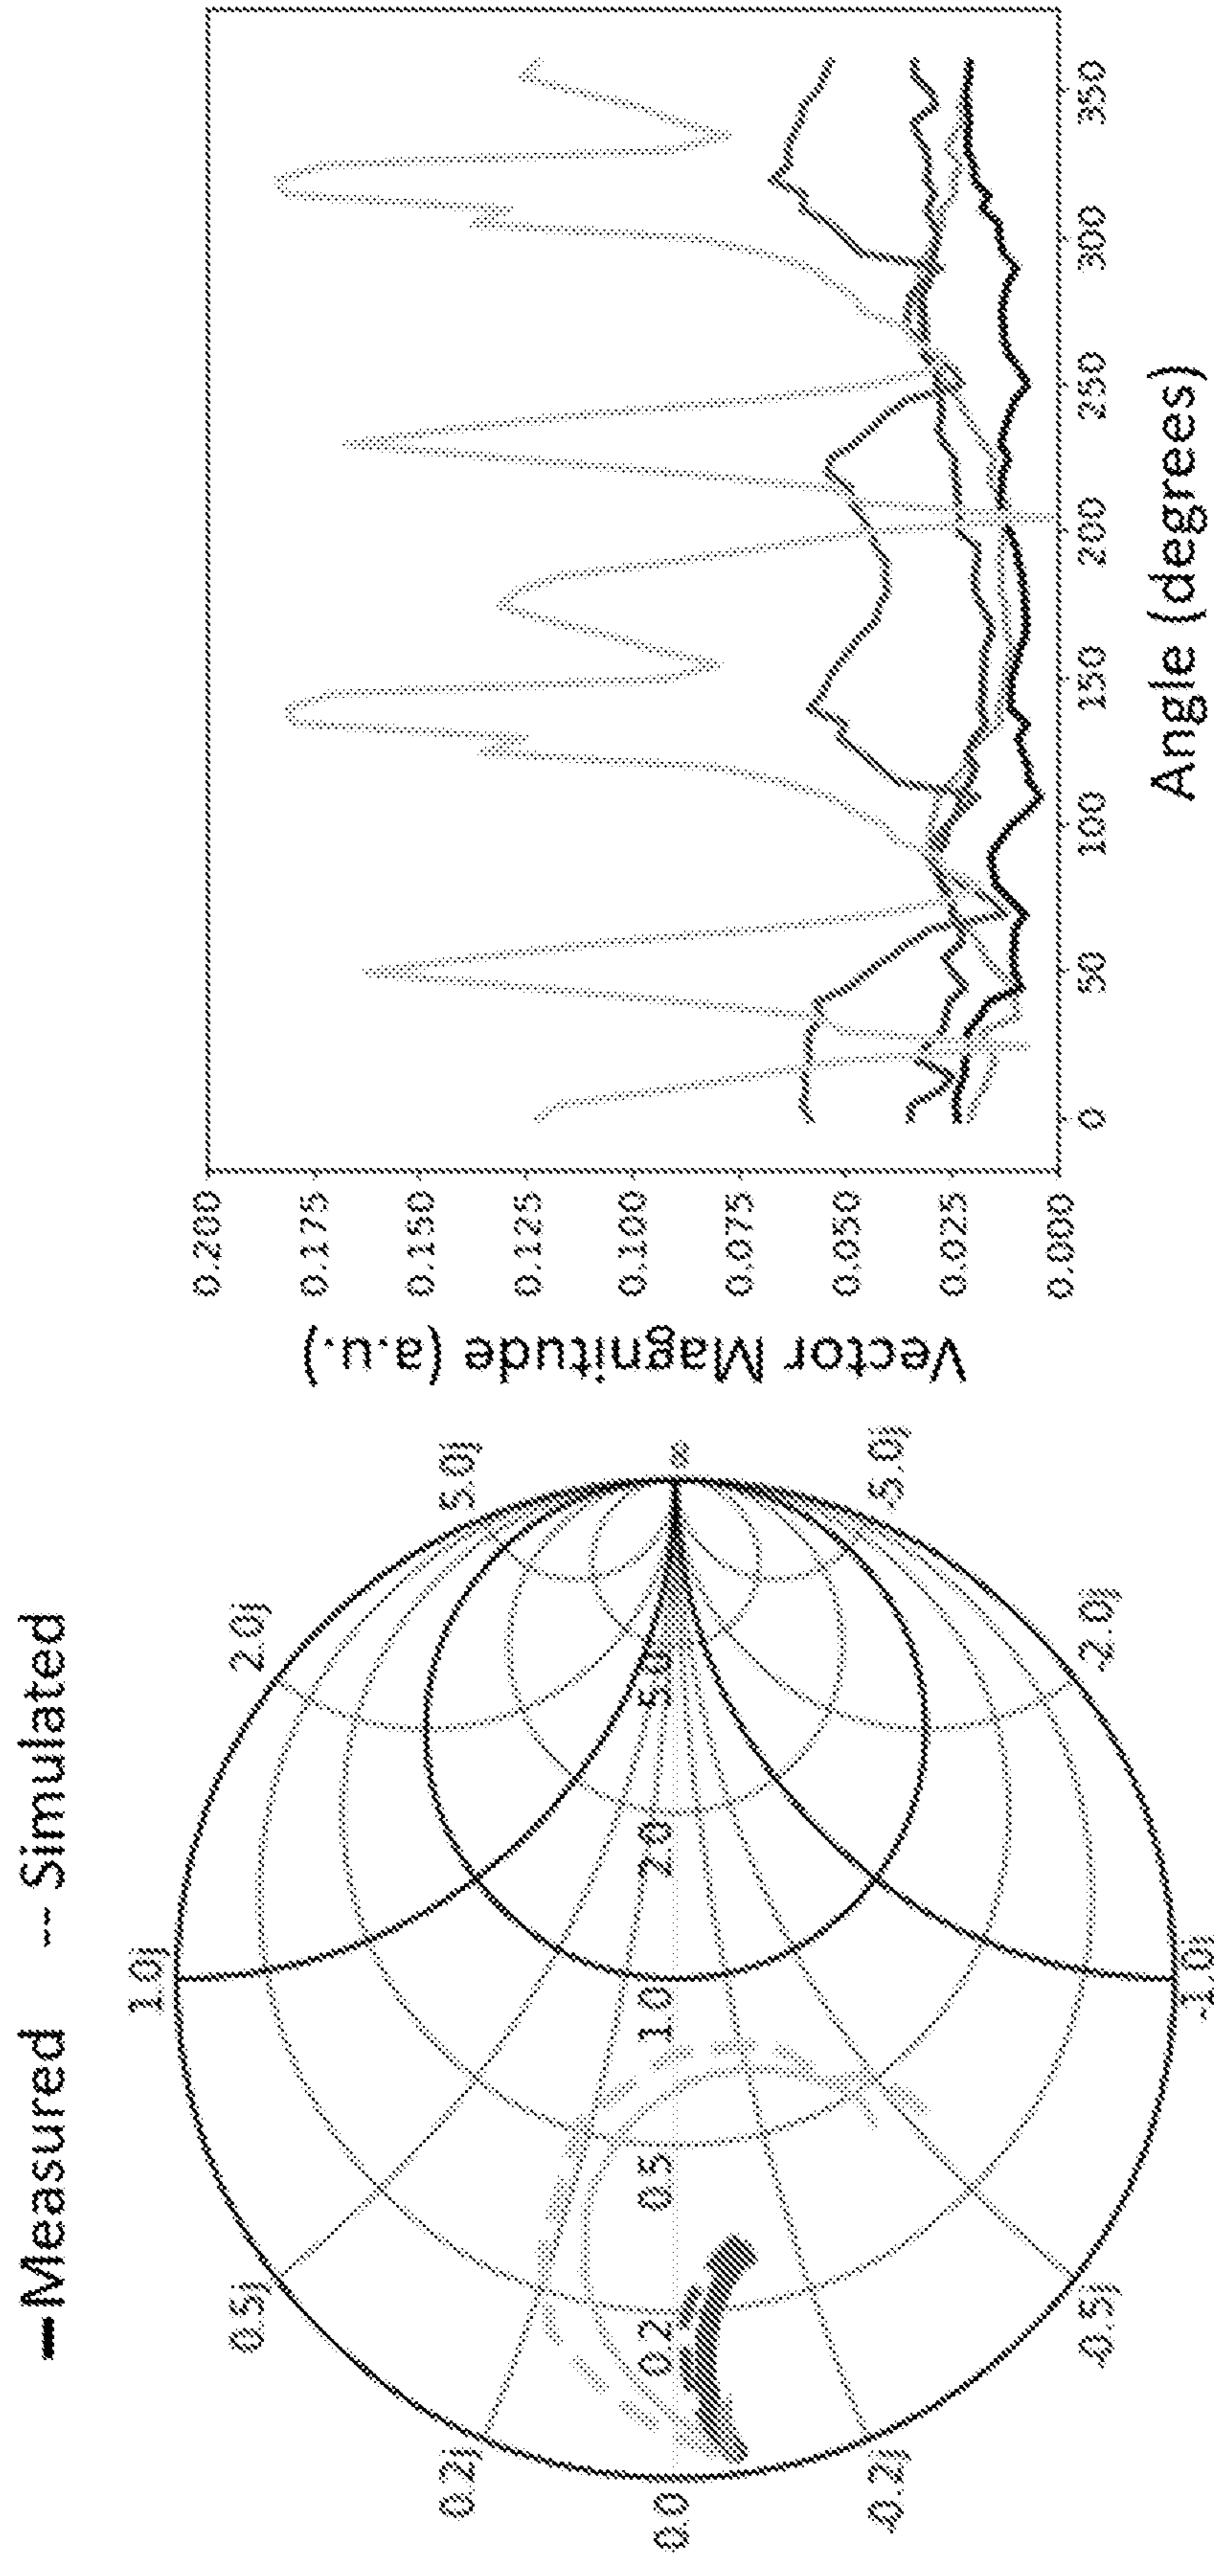 Measured -- Simulated
0.0
0.2
0.5
1.0
2.0
5.0
∞
0.2j
0.5j
1.0j
2.0j
5.0j
-0.2j
-0.5j
-1.0j
-2.0j
-5.0j
Vector Magnitude (a.u.)
0.200
0.175
0.150
0.125
0.100
0.075
0.050
0.025
0.000
0
50
100
150
200
250
300
350
Angle (degrees)